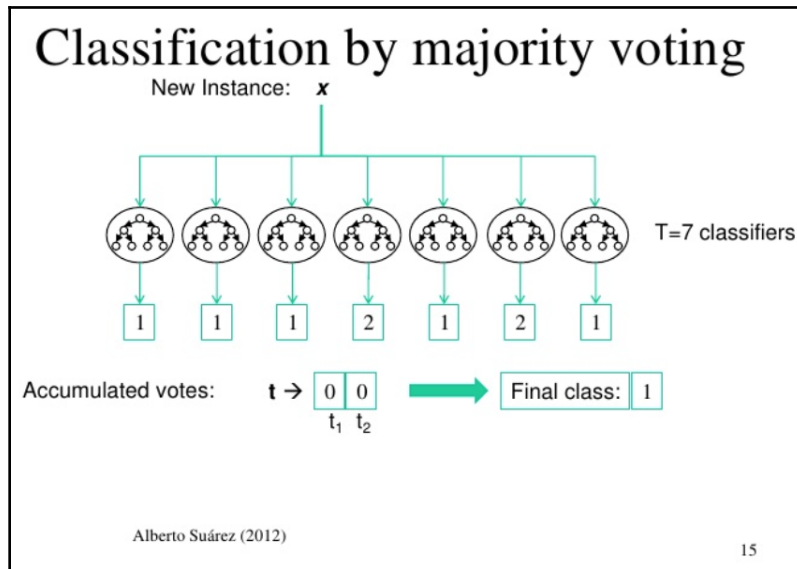 Classification by majority voting
New Instance: x
T=7 classifiers
1 1 1 2 1 2 1
Accumulated votes: t → 0 0 Final class: 1
t₁ t₂
Alberto Suárez (2012)
15